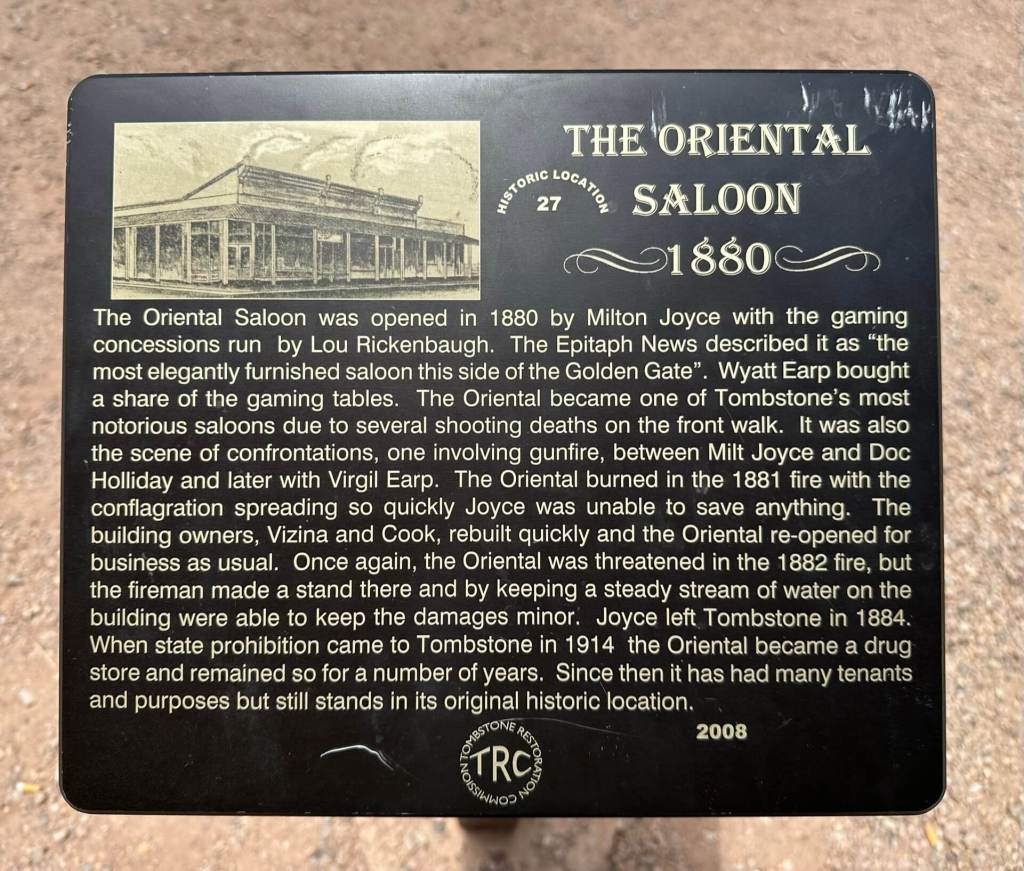 THE ORIENTAL
SALOON
1880
HISTORIC LOCATION
27
The Oriental Saloon was opened in 1880 by Milton Joyce with the gaming
concessions run  by Lou Rickenbaugh.  The Epitaph News described it as “the
most elegantly furnished saloon this side of the Golden Gate”.  Wyatt Earp bought
a share of the gaming tables.  The Oriental became one of Tombstone’s most
notorious saloons due to several shooting deaths on the front walk.  It was also
the scene of confrontations, one involving gunfire, between Milt Joyce and Doc
Holliday and later with Virgil Earp.  The Oriental burned in the 1881 fire with the
conflagration spreading so quickly Joyce was unable to save anything.  The
building owners, Vizina and Cook, rebuilt quickly and the Oriental re-opened for
business as usual.  Once again, the Oriental was threatened in the 1882 fire, but
the fireman made a stand there and by keeping a steady stream of water on the
building were able to keep the damages minor.  Joyce left Tombstone in 1884.
When state prohibition came to Tombstone in 1914  the Oriental became a drug
store and remained so for a number of years.  Since then it has had many tenants
and purposes but still stands in its original historic location.
2008
TOMBSTONE RESTORATION COMMISSION
TRC